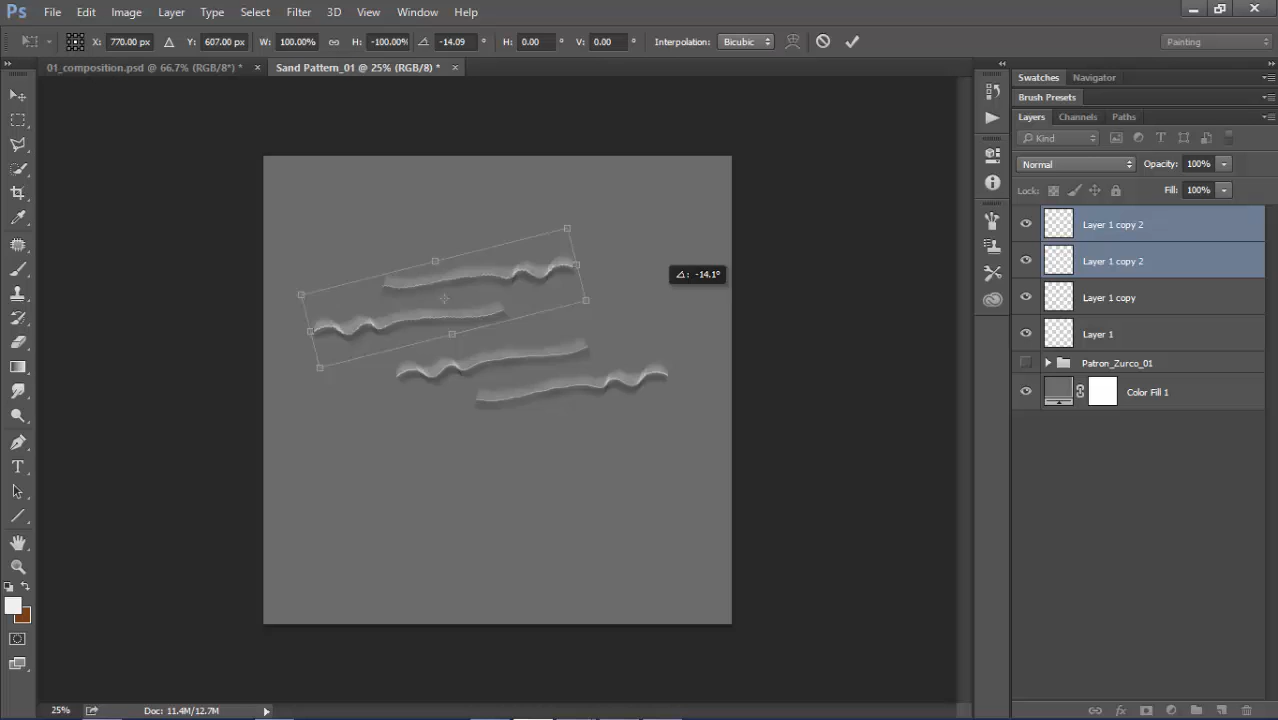 Ps File Edit Image Layer Type Select Filter 3D View Window Help
X: 770.00 px Y: 607.00 px W: 100.00% H: -100.00% -14.09 ° H: 0.00 ° V: 0.00 ° Interpolation: Bicubic Painting
01_composition.psd @ 66.7% (RGB/8*) * × Sand Pattern_01 @ 25% (RGB/8) * ×
Swatches Navigator
Brush Presets
Layers Channels Paths
Kind
Normal Opacity: 100%
Lock: Fill: 100%
Layer 1 copy 2
Layer 1 copy 2
Layer 1 copy
Layer 1
Patron_Zurco_01
Color Fill 1
-14.1°
25% Doc: 11.4M/12.7M